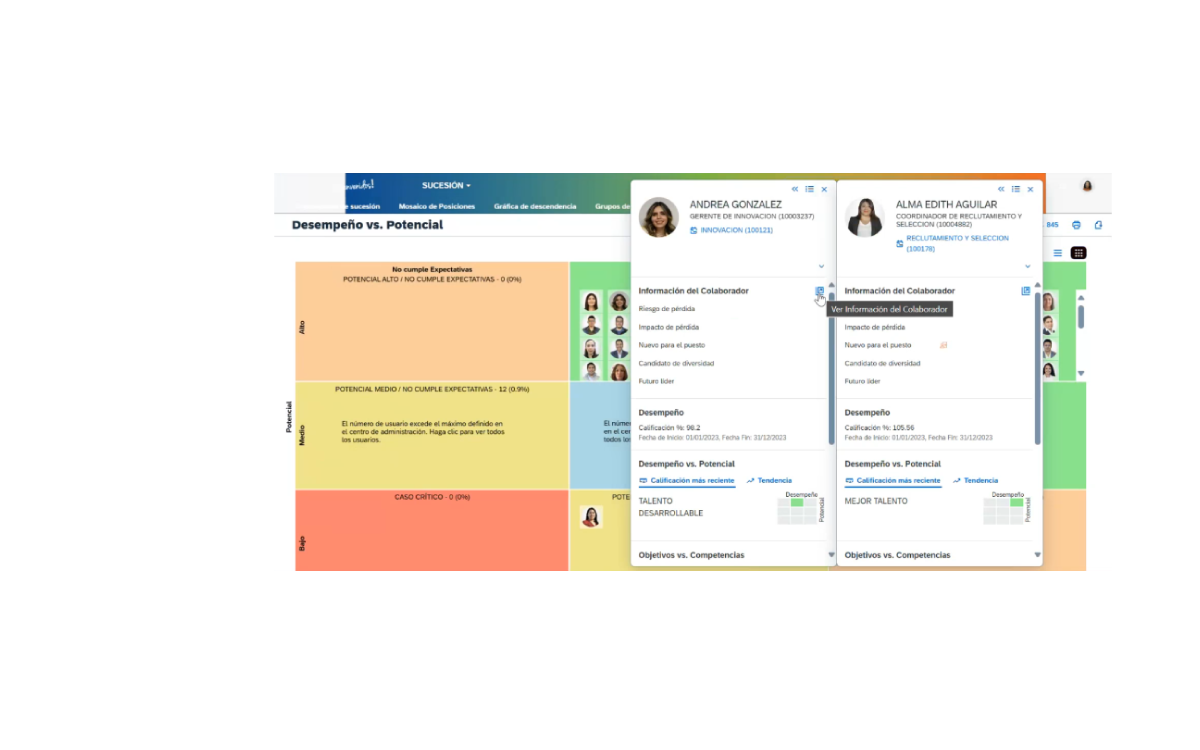 SUCESIÓN
sucesión
Mosaico de Posiciones
Gráfica de descendencia
Grupos de
Desempeño vs. Potencial
845
No cumple Expectativas
POTENCIAL ALTO / NO CUMPLE EXPECTATIVAS - 0 (0%)
Alto
POTENCIAL MEDIO / NO CUMPLE EXPECTATIVAS - 12 (0.9%)
El número de usuario excede el máximo definido en
el centro de administración. Haga clic para ver todos
los usuarios.
Potencial
Medio
El núme
en el cen
todos los
CASO CRÍTICO - 0 (0%)
POTE
Bajo
ANDREA GONZALEZ
GERENTE DE INNOVACION (10003237)
INNOVACION (100121)
Información del Colaborador
Riesgo de pérdida
Impacto de pérdida
Nuevo para el puesto
Candidato de diversidad
Futuro líder
Desempeño
Calificación %: 98.2
Fecha de Inicio: 01/01/2023, Fecha Fin: 31/12/2023
Desempeño vs. Potencial
Calificación más reciente
Tendencia
TALENTO
DESARROLLABLE
Desempeño
Potencial
Objetivos vs. Competencias
ALMA EDITH AGUILAR
COORDINADOR DE RECLUTAMIENTO Y
SELECCION (10004882)
RECLUTAMIENTO Y SELECCION
(100178)
Información del Colaborador
Ver Información del Colaborador
Impacto de pérdida
Nuevo para el puesto
Candidato de diversidad
Futuro líder
Desempeño
Calificación %: 105.56
Fecha de Inicio: 01/01/2023, Fecha Fin: 31/12/2023
Desempeño vs. Potencial
Calificación más reciente
Tendencia
MEJOR TALENTO
Desempeño
Potencial
Objetivos vs. Competencias